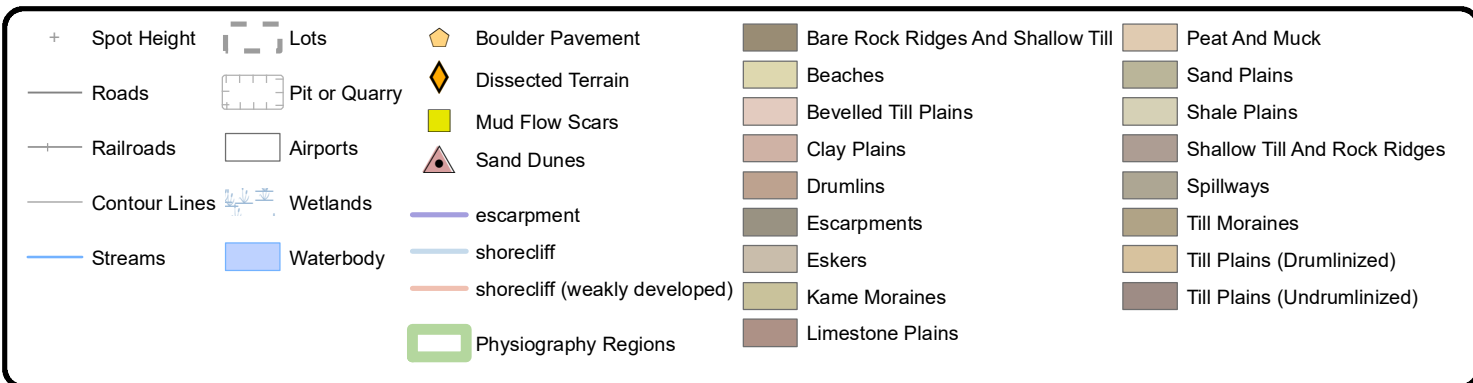 Spot Height
Roads
Railroads
Contour Lines
Streams
Lots
Pit or Quarry
Airports
Wetlands
Waterbody
Boulder Pavement
Dissected Terrain
Mud Flow Scars
Sand Dunes
escarpment
shorecliff
shorecliff (weakly developed)
Physiography Regions
Bare Rock Ridges And Shallow Till
Beaches
Bevelled Till Plains
Clay Plains
Drumlins
Escarpments
Eskers
Kame Moraines
Limestone Plains
Peat And Muck
Sand Plains
Shale Plains
Shallow Till And Rock Ridges
Spillways
Till Moraines
Till Plains (Drumlinized)
Till Plains (Undrumlinized)